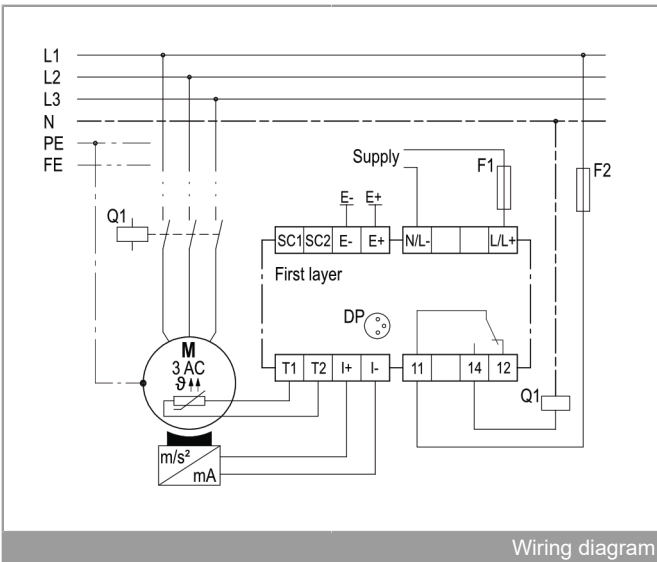 L1
L2
L3
N
PE
FE
Supply
F1
F2
E- E+
Q1
SC1 SC2 E- E+ N/L- L/L+
First layer
DP
M
3 AC
ϑ
T1 T2 I+ I- 11 14 12
Q1
m/s²
mA
Wiring diagram